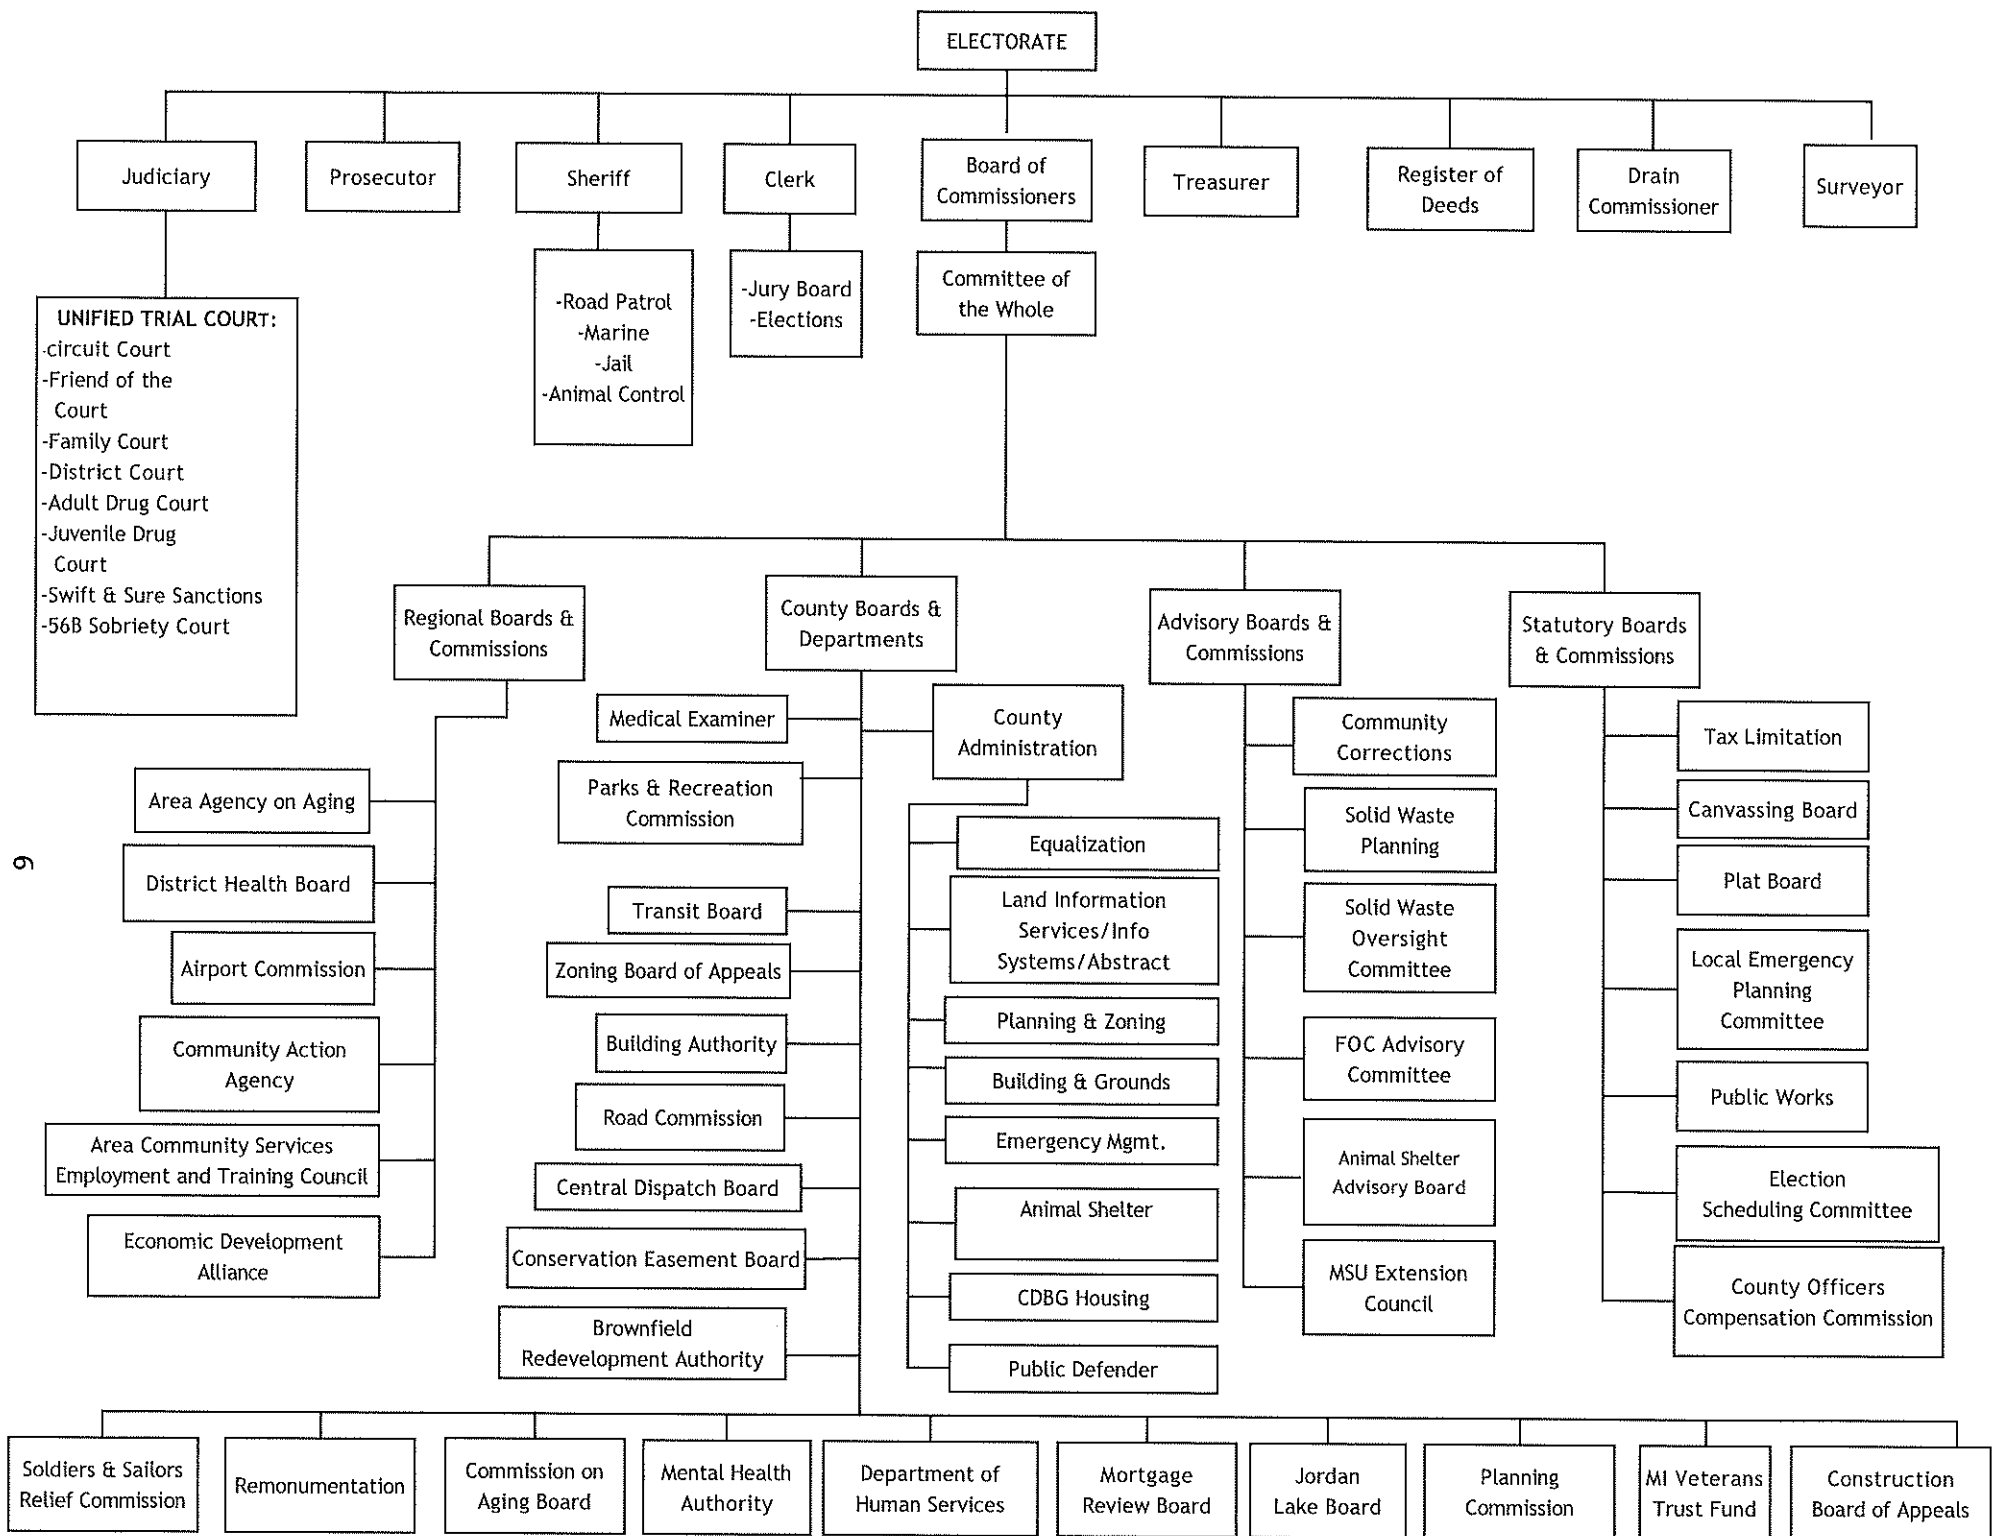 ELECTORATE
Judiciary
Prosecutor
Sheriff
Clerk
Board of
Commissioners
Treasurer
Register of
Deeds
Drain
Commissioner
Surveyor
UNIFIED TRIAL COURT:
-circuit Court
-Friend of the
Court
-Family Court
-District Court
-Adult Drug Court
-Juvenile Drug
Court
-Swift & Sure Sanctions
-56B Sobriety Court
-Road Patrol
-Marine
-Jail
-Animal Control
-Jury Board
-Elections
Committee of
the Whole
Regional Boards &
Commissions
County Boards &
Departments
Advisory Boards &
Commissions
Statutory Boards
& Commissions
Area Agency on Aging
District Health Board
Airport Commission
Community Action
Agency
Area Community Services
Employment and Training Council
Economic Development
Alliance
Medical Examiner
Parks & Recreation
Commission
Transit Board
Zoning Board of Appeals
Building Authority
Road Commission
Central Dispatch Board
Conservation Easement Board
Brownfield
Redevelopment Authority
County
Administration
Equalization
Land Information
Services/Info
Systems/Abstract
Planning & Zoning
Building & Grounds
Emergency Mgmt.
Animal Shelter
CDBG Housing
Public Defender
Community
Corrections
Solid Waste
Planning
Solid Waste
Oversight
Committee
FOC Advisory
Committee
Animal Shelter
Advisory Board
MSU Extension
Council
Tax Limitation
Canvassing Board
Plat Board
Local Emergency
Planning
Committee
Public Works
Election
Scheduling Committee
County Officers
Compensation Commission
Soldiers & Sailors
Relief Commission
Remonumentation
Commission on
Aging Board
Mental Health
Authority
Department of
Human Services
Mortgage
Review Board
Jordan
Lake Board
Planning
Commission
MI Veterans
Trust Fund
Construction
Board of Appeals
9